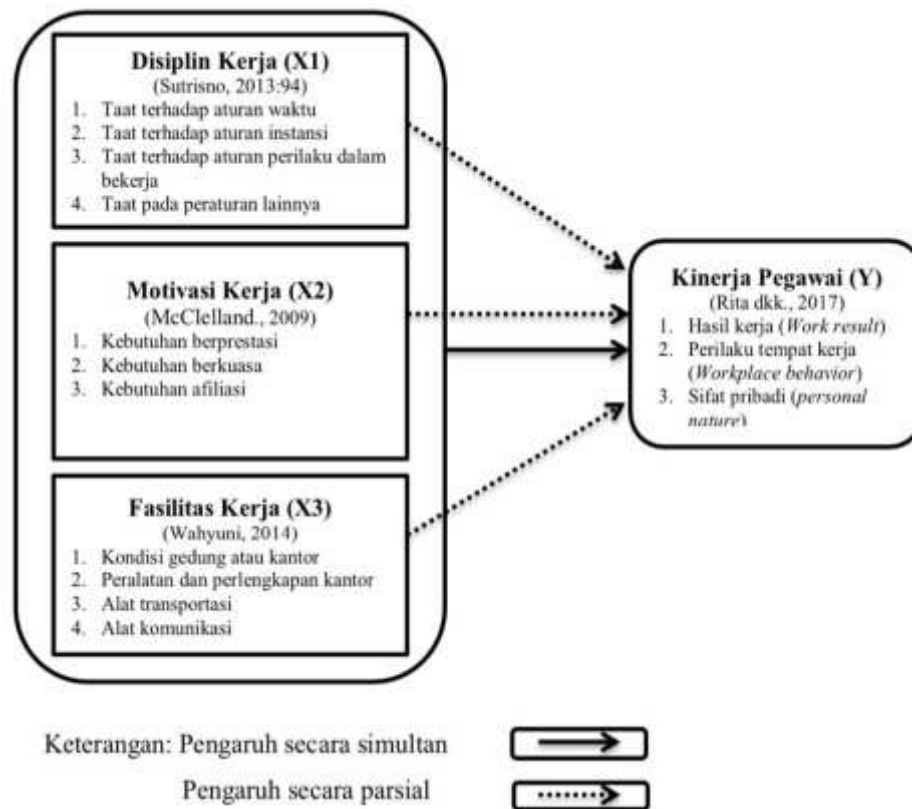 Disiplin Kerja (X1)
(Sutrisno, 2013:94)
1. Taat terhadap aturan waktu
2. Taat terhadap aturan instansi
3. Taat terhadap aturan perilaku dalam
bekerja
4. Taat pada peraturan lainnya
Motivasi Kerja (X2)
(McClelland., 2009)
1. Kebutuhan berprestasi
2. Kebutuhan berkuasa
3. Kebutuhan afiliasi
Fasilitas Kerja (X3)
(Wahyuni, 2014)
1. Kondisi gedung atau kantor
2. Peralatan dan perlengkapan kantor
3. Alat transportasi
4. Alat komunikasi
Kinerja Pegawai (Y)
(Rita dkk., 2017)
1. Hasil kerja (Work result)
2. Perilaku tempat kerja
(Workplace behavior)
3. Sifat pribadi (personal
nature)
Keterangan: Pengaruh secara simultan
Pengaruh secara parsial